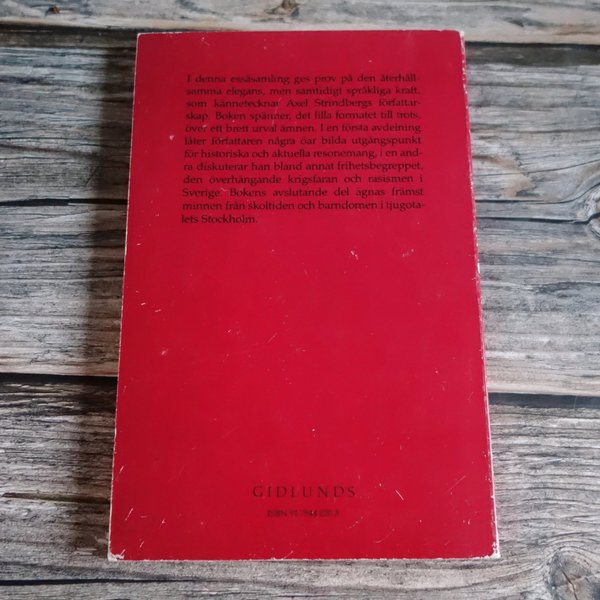 I denna essäsamling ges prov på den återhåll-
samma elegans, men samtidigt språkliga kraft,
som kännetecknar Axel Strindbergs författar-
skap. Boken spänner, det lilla formatet till trots,
över ett brett urval ämnen. I en första avdelning
låter författaren några öar bilda utgångspunkt
för historiska och aktuella resonemang, i en and-
ra diskuterar han bland annat frihetsbegreppet,
den överhängande krigsfaran och rasismen i
Sverige. Bokens avslutande del ägnas främst
minnen från skoltiden och barndomen i tjugota-
lets Stockholm.
GIDLUNDS
ISBN 91 7844